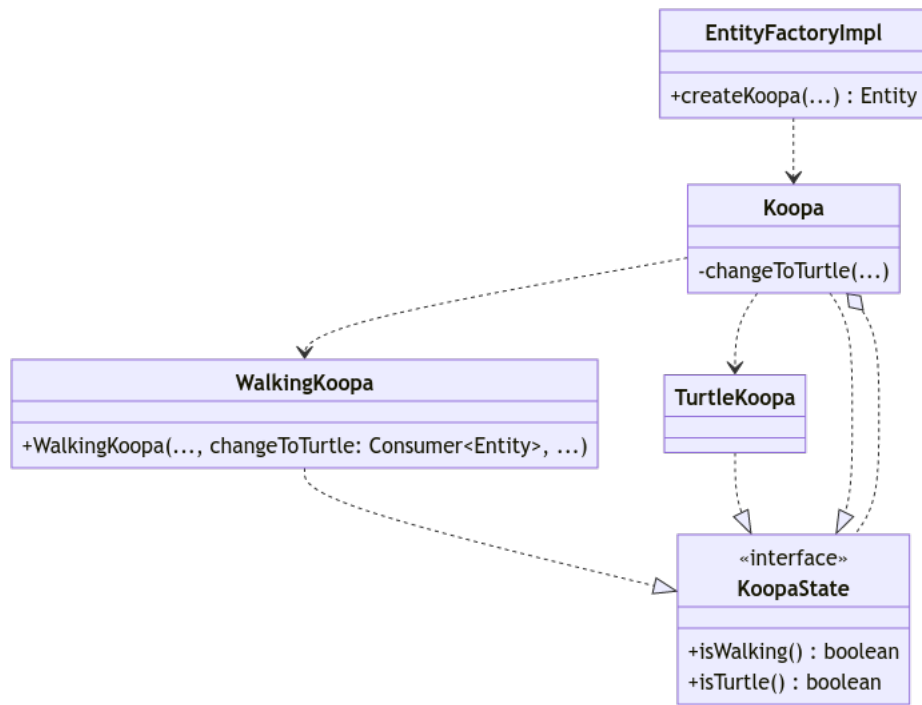 EntityFactoryImpl
+createKoopa(...) : Entity
Koopa
-changeToTurtle(...)
WalkingKoopa
+WalkingKoopa(..., changeToTurtle: Consumer<Entity>, ...)
TurtleKoopa
«interface»
KoopaState
+isWalking() : boolean
+isTurtle() : boolean